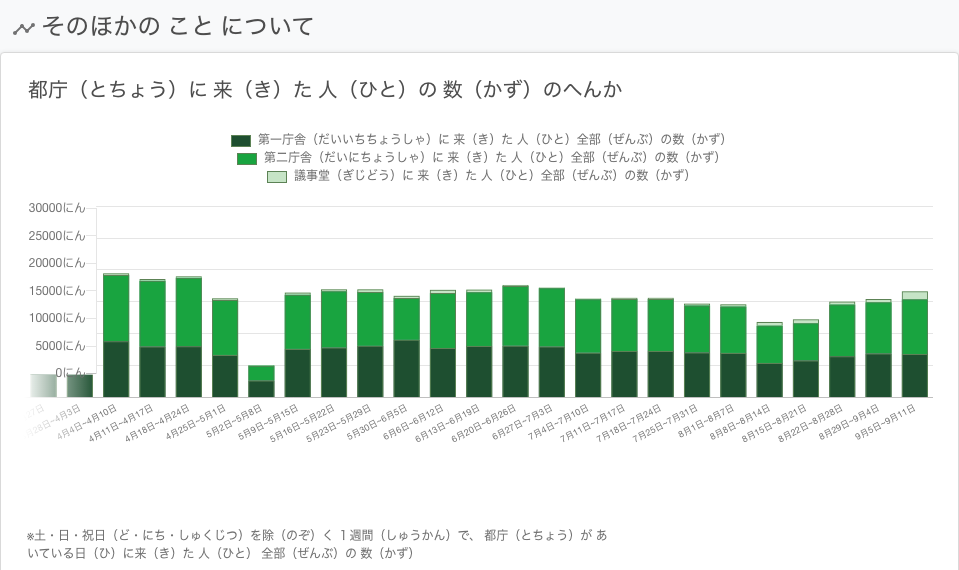 そのほかの こと について
都庁（とちょう）に 来（き）た 人（ひと）の 数（かず）のへんか
第一庁舎（だいいちちょうしゃ）に 来（き）た 人（ひと）全部（ぜんぶ）の数（かず）
第二庁舎（だいにちょうしゃ）に 来（き）た 人（ひと）全部（ぜんぶ）の数（かず）
議事堂（ぎじどう）に 来（き）た 人（ひと）全部（ぜんぶ）の数（かず）
30000にん
25000にん
20000にん
15000にん
10000にん
5000にん
0にん
28日~4月3日
4月4日~4月10日
4月11日~4月17日
4月18日~4月24日
4月25日~5月1日
5月2日~5月8日
5月9日~5月15日
5月16日~5月22日
5月23日~5月29日
5月30日~6月5日
6月6日~6月12日
6月13日~6月19日
6月20日~6月26日
6月27日~7月3日
7月4日~7月10日
7月11日~7月17日
7月18日~7月24日
7月25日~7月31日
8月1日~8月7日
8月8日~8月14日
8月15日~8月21日
8月22日~8月28日
8月29日~9月4日
9月5日~9月11日
※土・日・祝日（ど・にち・しゅくじつ）を除（のぞ）く １週間（しゅうかん）で、 都庁（とちょう）が あ
いている日（ひ）に来（き）た 人（ひと） 全部（ぜんぶ）の 数（かず）